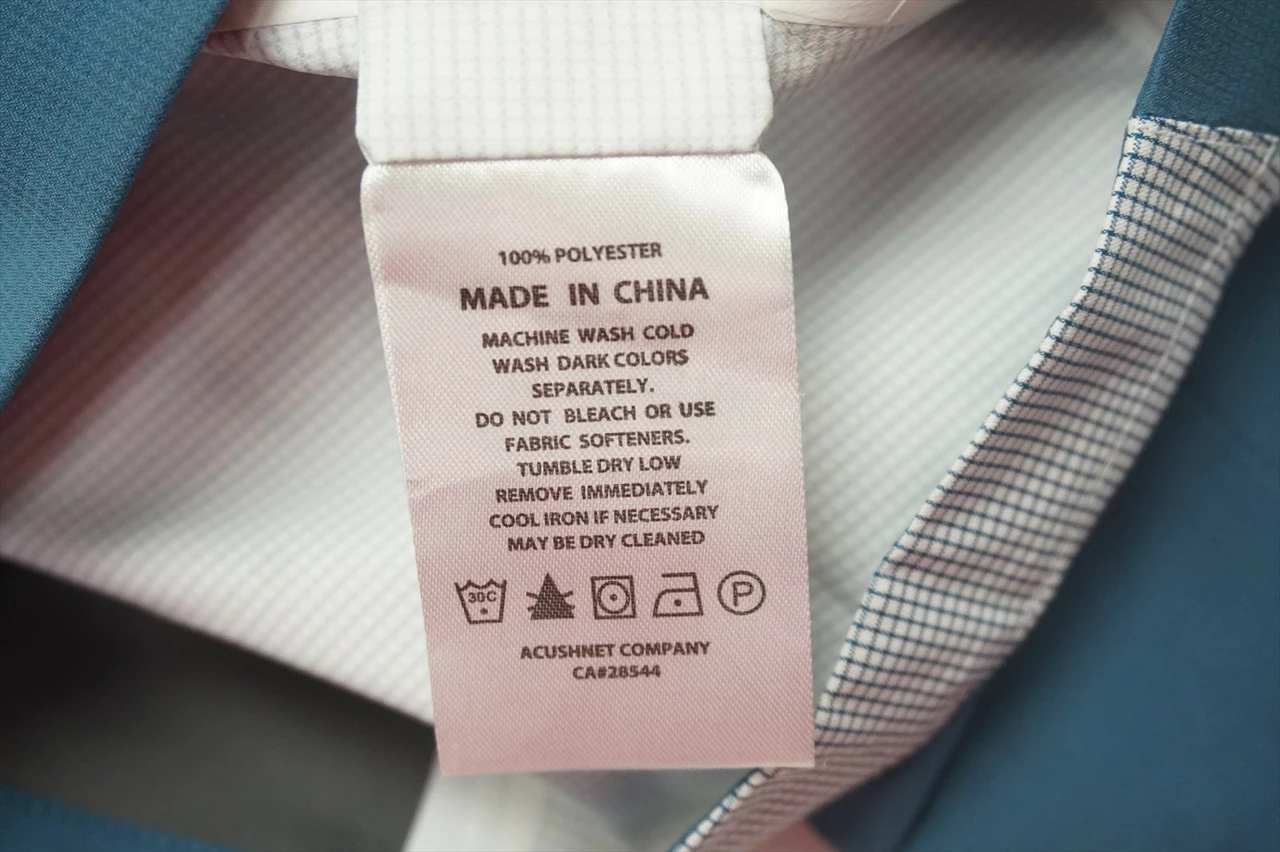 100% POLYESTER
MADE IN CHINA
MACHINE WASH COLD
WASH DARK COLORS
SEPARATELY.
DO NOT BLEACH OR USE
FABRIC SOFTENERS.
TUMBLE DRY LOW
REMOVE IMMEDIATELY
COOL IRON IF NECESSARY
MAY BE DRY CLEANED
30C P
ACUSHNET COMPANY
CA#28544